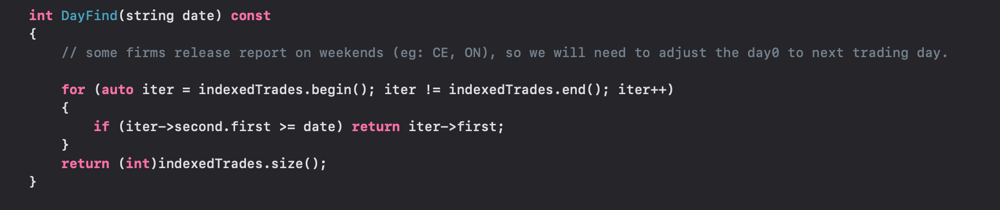 int DayFind(string date) const
{
    // some firms release report on weekends (eg: CE, ON), so we will need to adjust the day0 to next trading day.
    for (auto iter = indexedTrades.begin(); iter != indexedTrades.end(); iter++)
    {
        if (iter->second.first >= date) return iter->first;
    }
    return (int)indexedTrades.size();
}